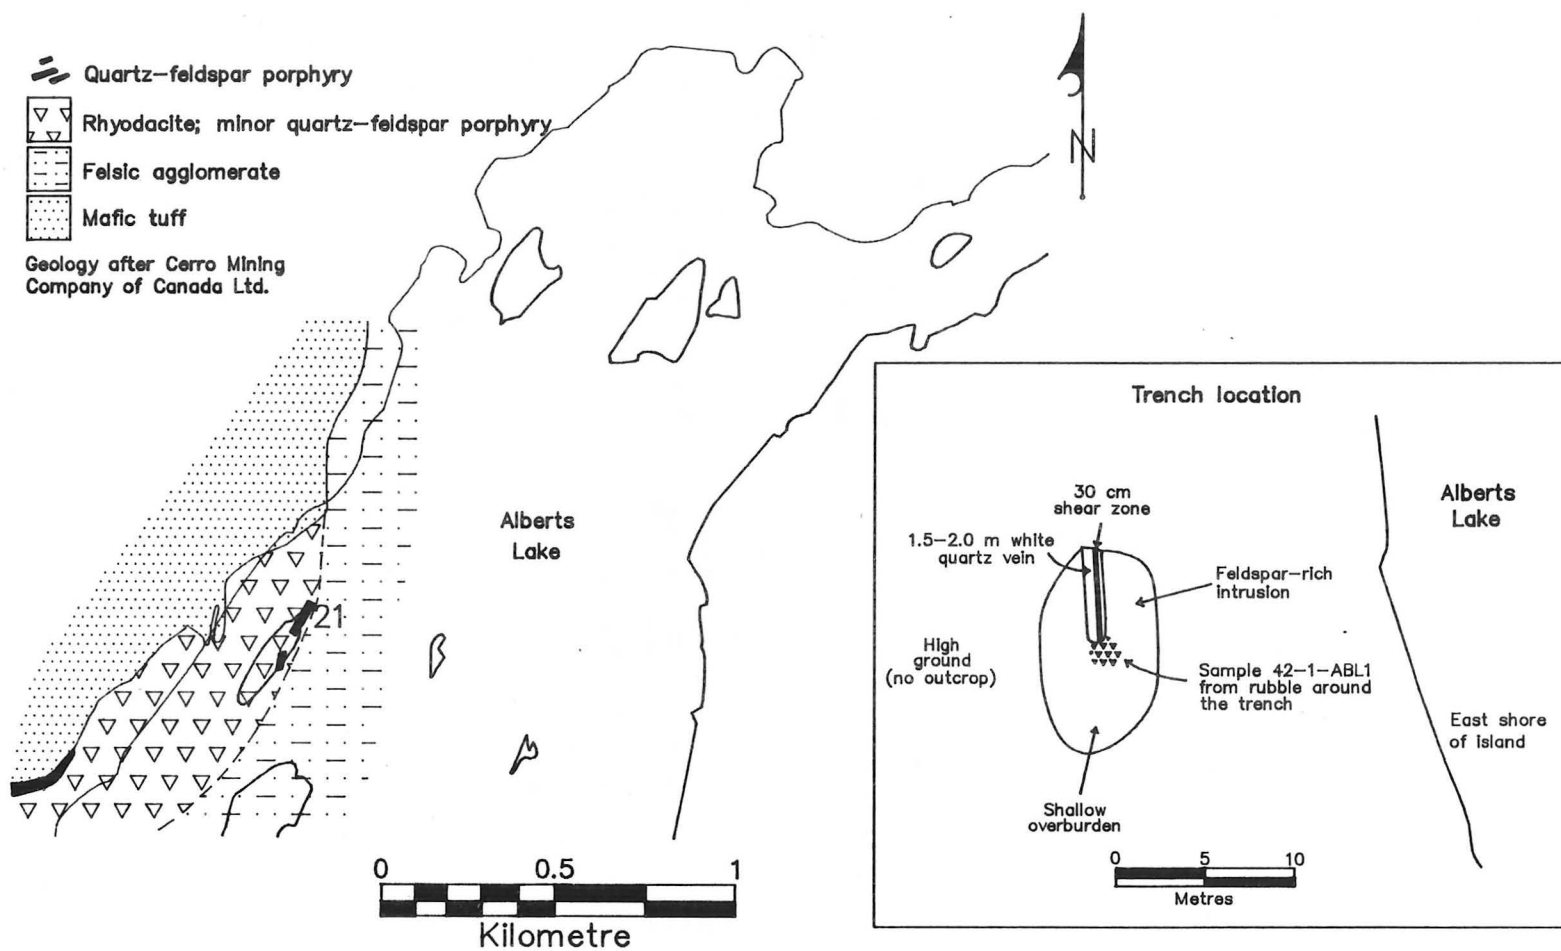 Quartz-feldspar porphyry
Rhyodacite; minor quartz-feldspar porphyry
Felsic agglomerate
Mafic tuff
Geology after Cerro Mining
Company of Canada Ltd.
N
Alberts
Lake
21
0 0.5 1
Kilometre
Trench location
30 cm
shear zone
1.5-2.0 m white
quartz vein
Feldspar-rich
intrusion
High
ground
(no outcrop)
Sample 42-1-ABL1
from rubble around
the trench
Shallow
overburden
Alberts
Lake
East shore
of island
0 5 10
Metres